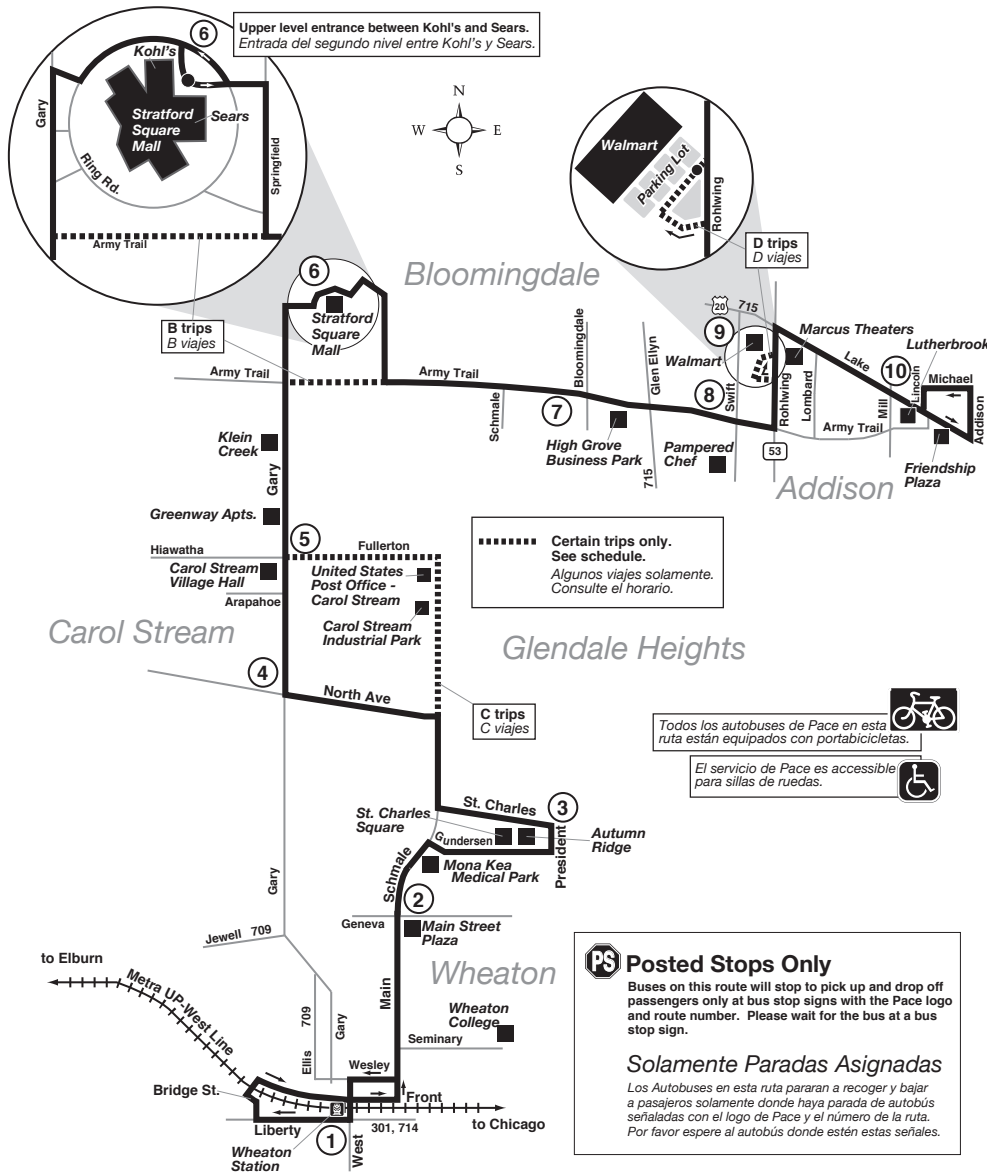 6
Upper level entrance between Kohl's and Sears.
Entrada del segundo nivel entre Kohl's y Sears.
Kohl's
Stratford
Square
Mall
Sears
Gary
Ring Rd.
Springfield
Army Trail
N
W
E
S
Walmart
Parking Lot
Rohlwing
D trips
D viajes
Bloomingdale
6
Stratford
Square
Mall
B trips
B viajes
Army Trail
Army Trail
Schmale
7
Bloomingdale
High Grove
Business Park
Glen Ellyn
715
8
Pampered
Chef
Swift
20
715
9
Walmart
Rohlwing
53
Marcus Theaters
Lombard
Lake
Army Trail
Mill
10
Lutherbrook
Lincoln
Michael
Addison
Friendship
Plaza
Addison
Klein
Creek
Gary
Greenway Apts.
5
Hiawatha
Fullerton
Carol Stream
Village Hall
Arapahoe
United States
Post Office -
Carol Stream
Carol Stream
Industrial Park
Certain trips only.
See schedule.
Algunos viajes solamente.
Consulte el horario.
Carol Stream
Glendale Heights
4
North Ave
C trips
C viajes
Todos los autobuses de Pace en esta
ruta están equipados con portabicicletas.
El servicio de Pace es accessible
para sillas de ruedas.
St. Charles
3
St. Charles
Square
Gundersen
Autumn
Ridge
President
Mona Kea
Medical Park
Schmale
2
Geneva
Main Street
Plaza
Gary
Jewell 709
Wheaton
Main
Wheaton
College
Seminary
709
Ellis
Gary
Wesley
to Elburn
Metra UP-West Line
Bridge St.
Front
to Chicago
Liberty
1
301, 714
West
Wheaton
Station
PS Posted Stops Only
Buses on this route will stop to pick up and drop off
passengers only at bus stop signs with the Pace logo
and route number. Please wait for the bus at a bus
stop sign.
Solamente Paradas Asignadas
Los Autobuses en esta ruta pararan a recoger y bajar
a pasajeros solamente donde haya parada de autobús
señaladas con el logo de Pace y el número de la ruta.
Por favor espere al autobús donde estén estas señales.